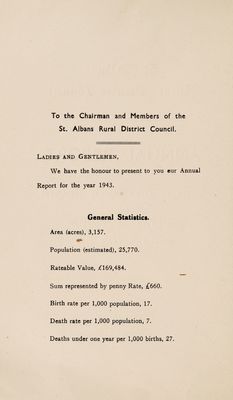 To the Chairman and Members of the
St. Albans Rural District Council.
LADIES AND GENTLEMEN,
We have the honour to present to you our Annual
Report for the year 1943.
General Statistics.
Area (acres), 3,157.
Population (estimated), 25,770.
Rateable Value, £169,484.
Sum represented by penny Rate, £660.
Birth rate per 1,000 population, 17.
Death rate per 1,000 population, 7.
Deaths under one year per 1,000 births, 27.